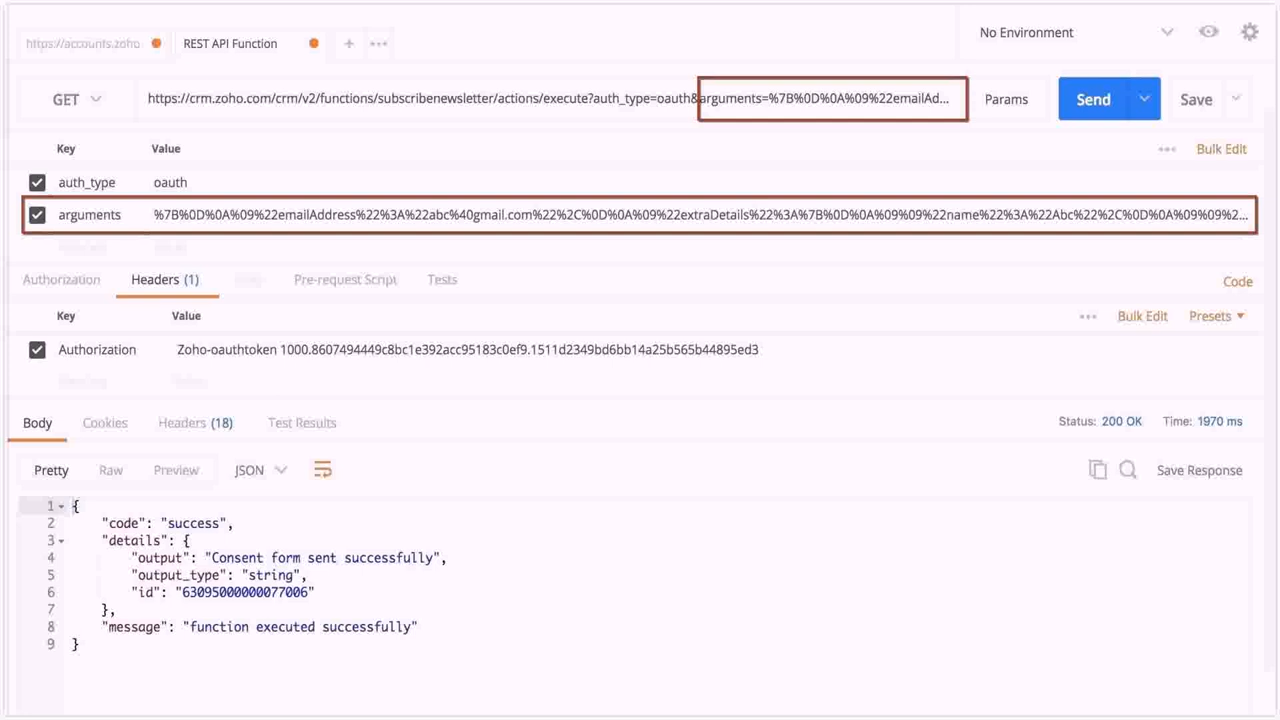 https://accounts.zoho
REST API Function
No Environment
GET
https://crm.zoho.com/crm/v2/functions/subscribenewsletter/actions/execute?auth_type=oauth&arguments=%7B%0D%0A%09%22emailAd...
Params
Send
Save
Key Value
Bulk Edit
auth_type oauth
arguments %7B%0D%0A%09%22emailAddress%22%3A%22abc%40gmail.com%22%2C%0D%0A%09%22extraDetails%22%3A%7B%0D%0A%09%09%22name%22%3A%22Abc%22%2C%0D%0A%09%09%2...
Authorization Headers (1) Pre-request Script Tests Code
Key Value
Bulk Edit Presets
Authorization Zoho-oauthtoken 1000.8607494449c8bc1e392acc95183c0ef9.1511d2349bd6bb14a25b565b44895ed3
Body Cookies Headers (18) Test Results Status: 200 OK Time: 1970 ms
Pretty Raw Preview JSON Save Response
1 {
2 "code": "success",
3 "details": {
4 "output": "Consent form sent successfully",
5 "output_type": "string",
6 "id": "63095000000077006"
7 },
8 "message": "function executed successfully"
9 }